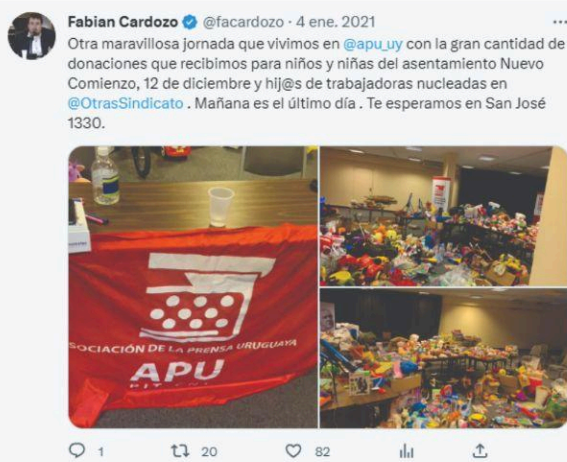 Fabian Cardozo @facardozo · 4 ene. 2021
Otra maravillosa jornada que vivimos en @apu_uy con la gran cantidad de
donaciones que recibimos para niños y niñas del asentamiento Nuevo
Comienzo, 12 de diciembre y hij@s de trabajadoras nucleadas en
@OtrasSindicato . Mañana es el último día . Te esperamos en San José
1330.
SOCIACIÓN DE LA PRENSA URUGUAYA
APU
1
20
82